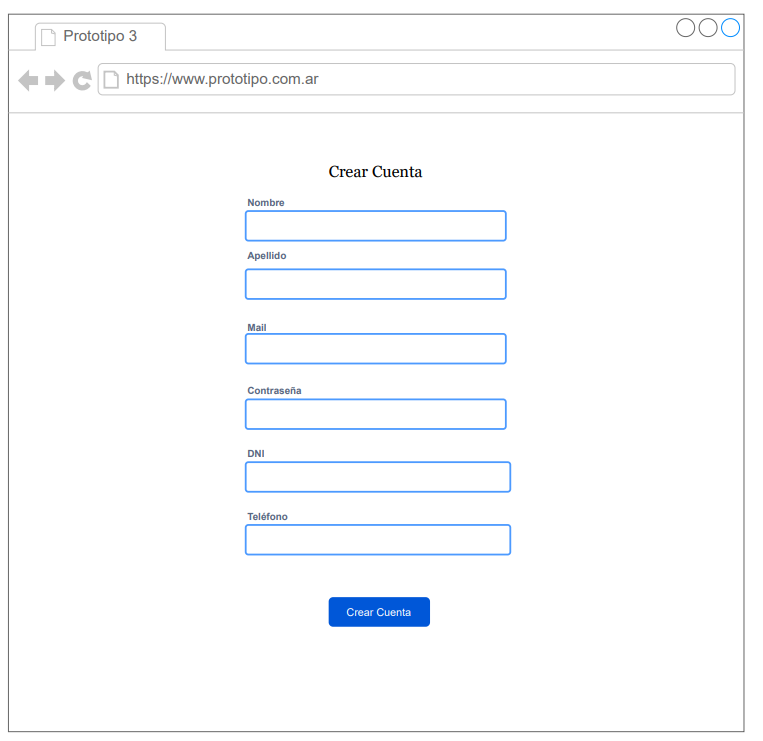 Prototipo 3
https://www.prototipo.com.ar
Crear Cuenta
Nombre
Apellido
Mail
Contraseña
DNI
Teléfono
Crear Cuenta